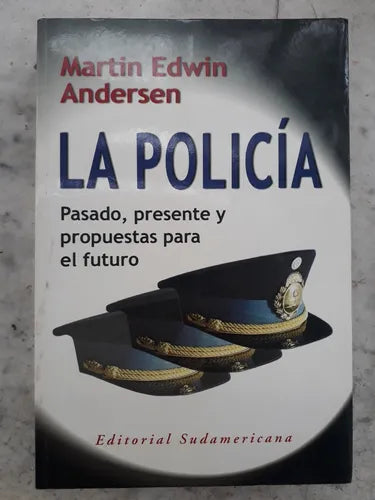 Martin Edwin
Andersen
LA POLICÍA
Pasado, presente y
propuestas para
el futuro
Editorial Sudamericana